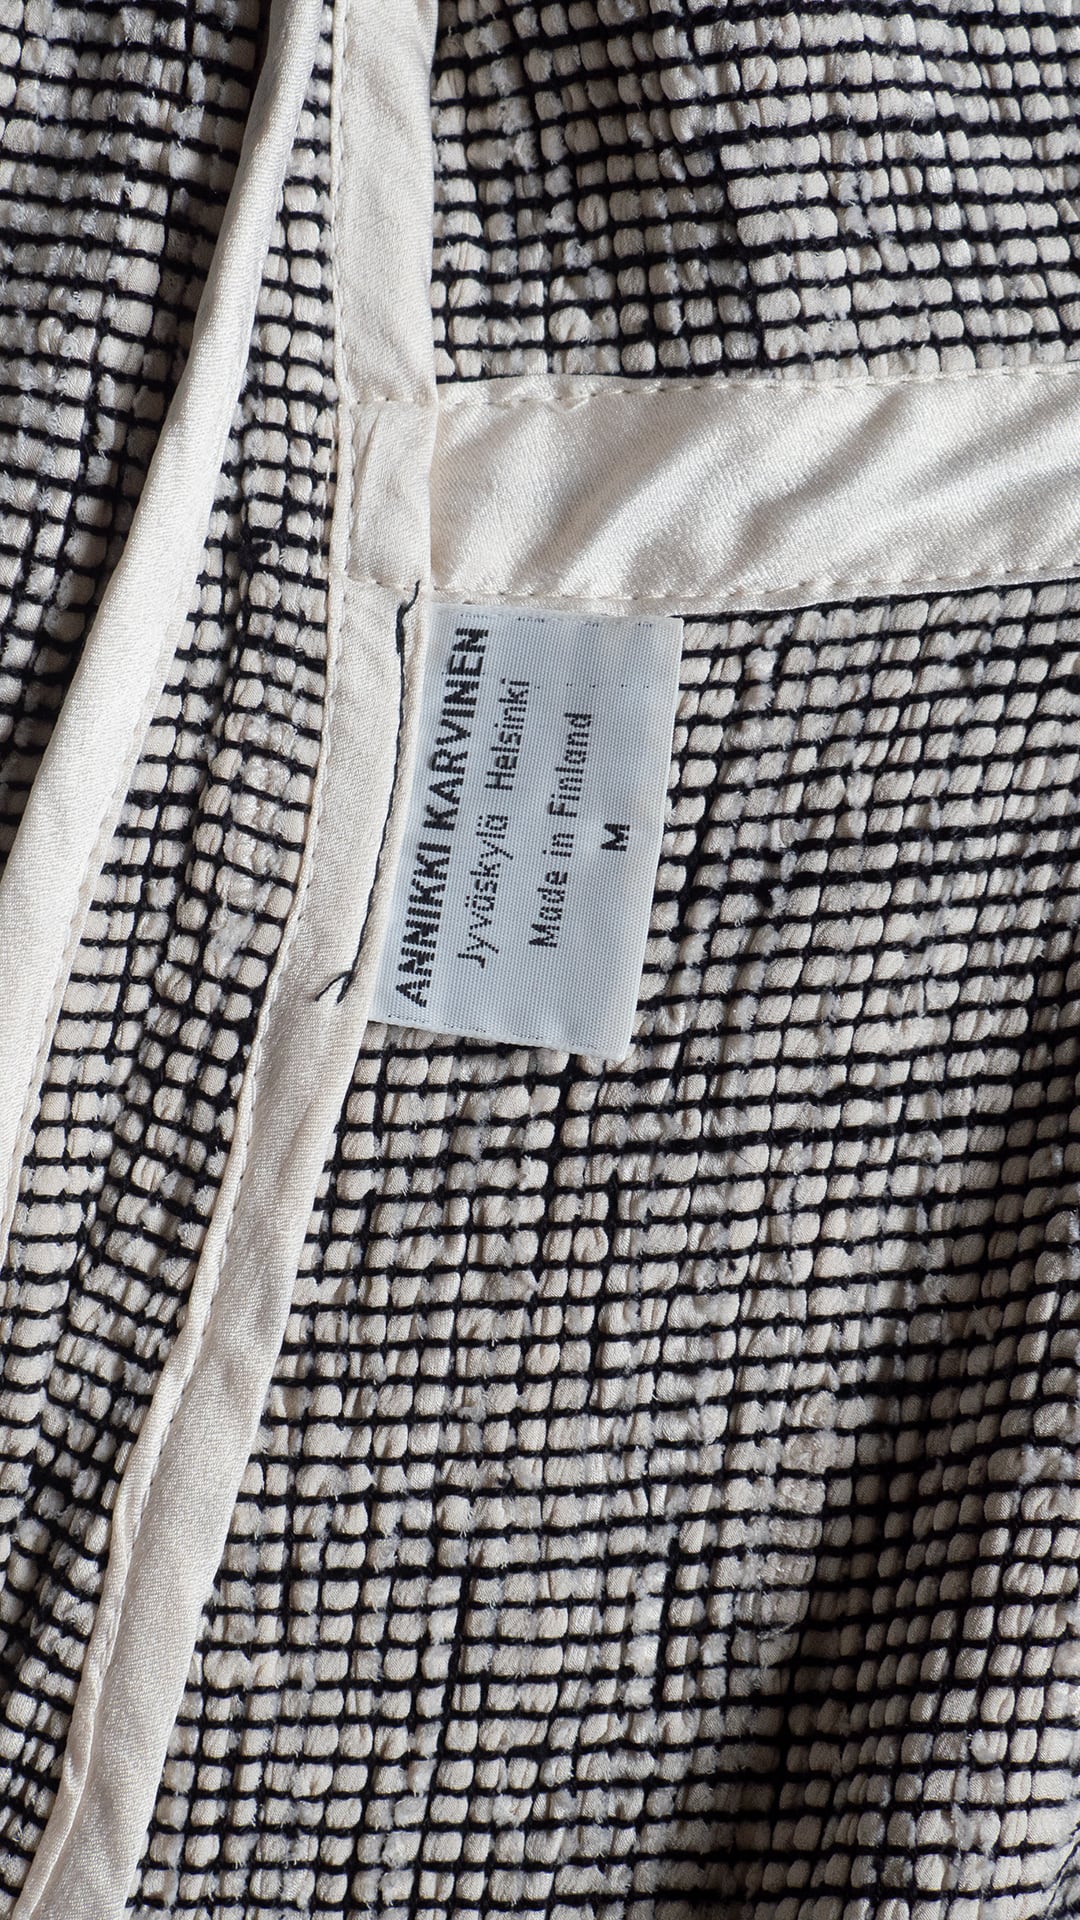 ANNIKKI KARVINEN
Jyväskylä Helsinki
Made in Finland
M